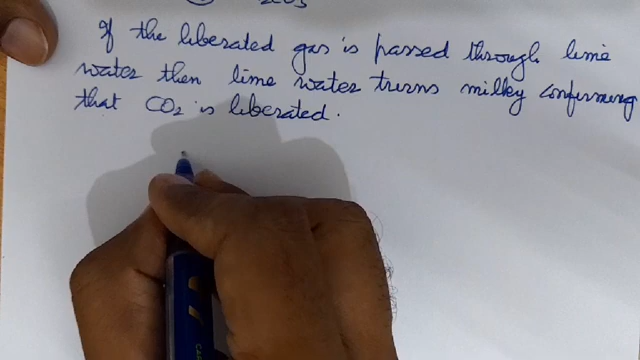 If the liberated gas is passed through lime
water then lime water turns milky confirming
that CO2 is liberated.